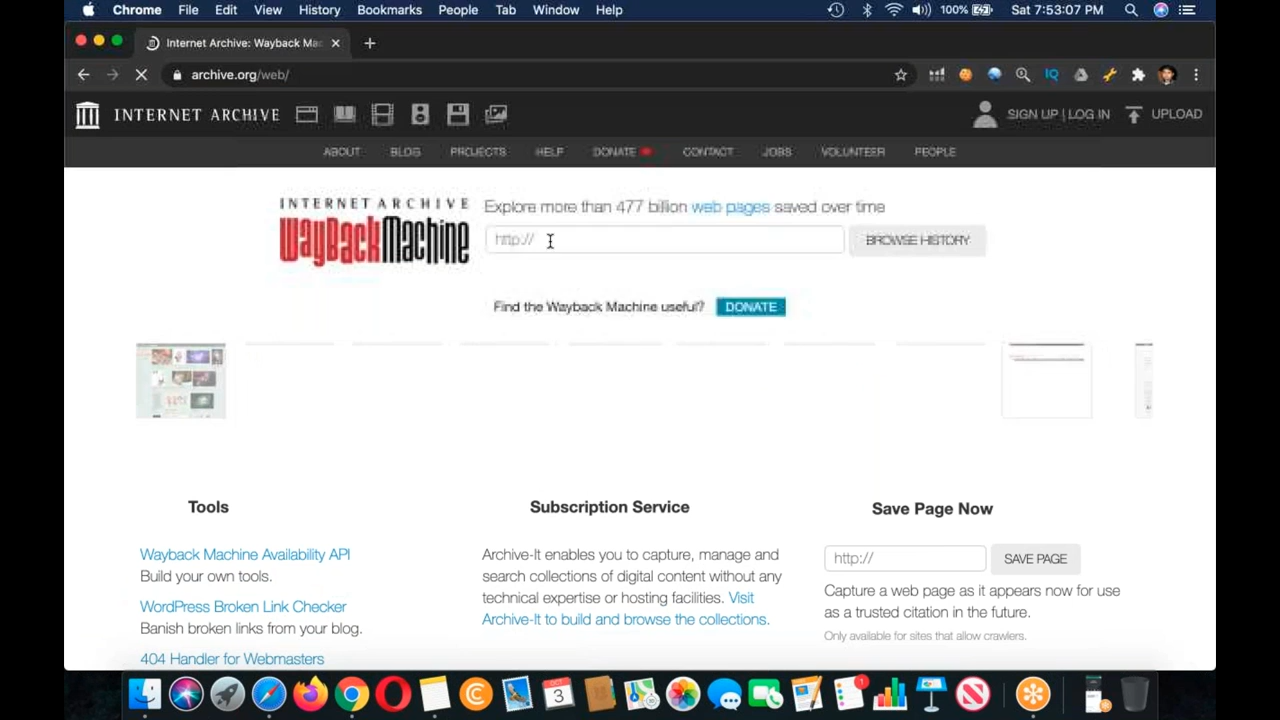 Chrome File Edit View History Bookmarks People Tab Window Help 100% Sat 7:53:07 PM
Internet Archive: Wayback Mac
archive.org/web/
IQ
INTERNET ARCHIVE SIGN UP | LOG IN UPLOAD
ABOUT BLOG PROJECTS HELP DONATE CONTACT JOBS VOLUNTEER PEOPLE
INTERNET ARCHIVE
WayBackMachine
Explore more than 477 billion web pages saved over time
http://
BROWSE HISTORY
Find the Wayback Machine useful? DONATE
Tools
Wayback Machine Availability API
Build your own tools.
WordPress Broken Link Checker
Banish broken links from your blog.
404 Handler for Webmasters
Subscription Service
Archive-It enables you to capture, manage and
search collections of digital content without any
technical expertise or hosting facilities. Visit
Archive-It to build and browse the collections.
Save Page Now
http://
SAVE PAGE
Capture a web page as it appears now for use
as a trusted citation in the future.
Only available for sites that allow crawlers.
OCT
3
1